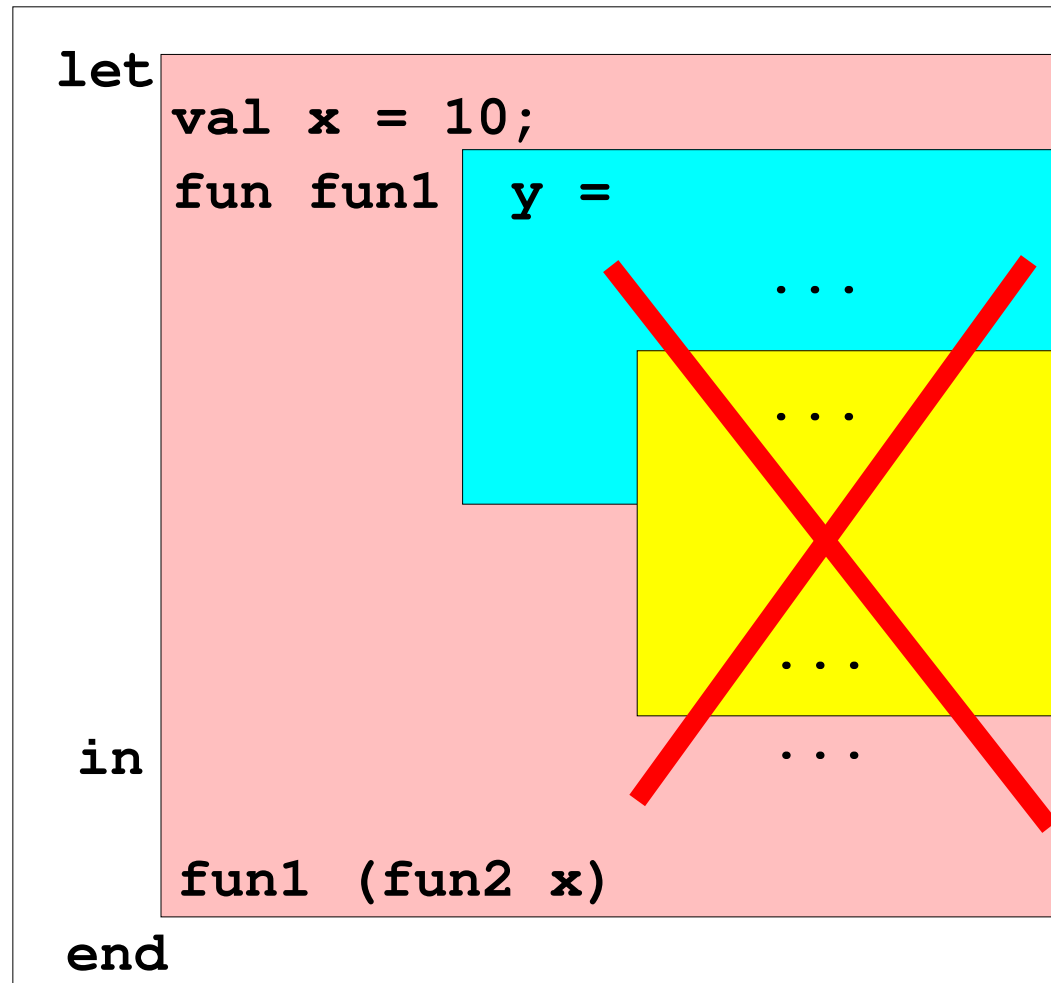 let
val x = 10;
fun fun1 y =
...
...
...
in
...
fun1 (fun2 x)
end